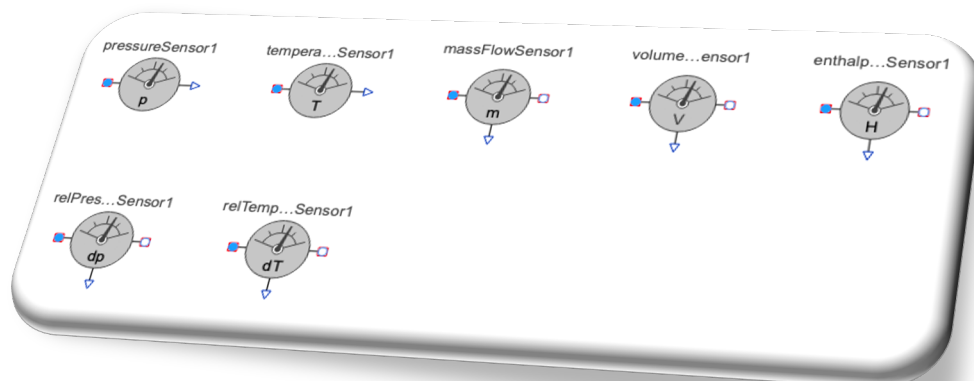 pressureSensor1
tempera...Sensor1
massFlowSensor1
volume...ensor1
enthalp...Sensor1
p
T
m
V
H
relPres...Sensor1
relTemp...Sensor1
dp
dT